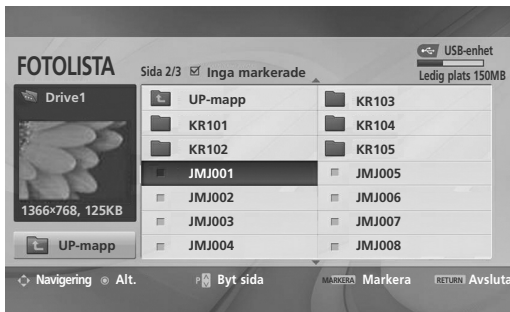 USB-enhet
FOTOLISTA
Sida 2/3 Inga markerade
Ledig plats 150MB
Drive1
UP-mapp KR103
KR101 KR104
KR102 KR105
JMJ001 JMJ005
JMJ002 JMJ006
JMJ003 JMJ007
JMJ004 JMJ008
1366×768, 125KB
UP-mapp
Navigering Alt. P Byt sida MARKERA Markera RETURN Avsluta